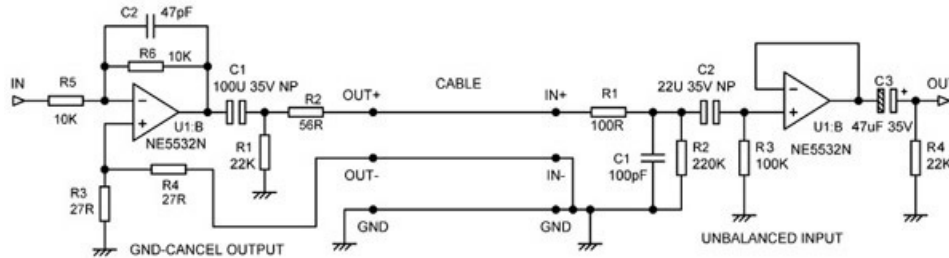 C2 47pF
R6 10K
IN
R5
10K
U1:B
NE5532N
C1
100U 35V NP
R2
56R
R1
22K
R3
27R
R4
27R
GND-CANCEL OUTPUT
CABLE
OUT+
IN+
OUT-
IN-
GND
GND
R1
100R
C1
100pF
C2
22U 35V NP
R2
220K
R3
100K
U1:B
NE5532N
C3
+
47uF 35V
OUT
R4
22K
UNBALANCED INPUT